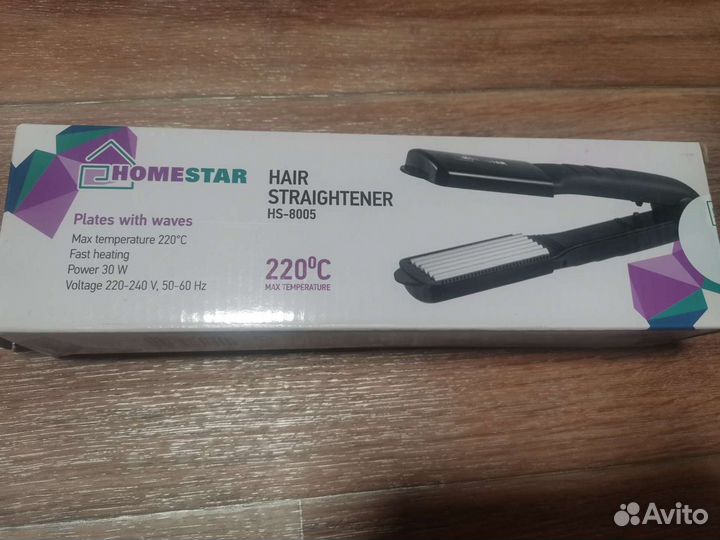 HOMESTAR
HAIR
STRAIGHTENER
HS-8005
Plates with waves
Max temperature 220°C
Fast heating
Power 30 W
Voltage 220-240 V, 50-60 Hz
220°C
MAX TEMPERATURE
Avito